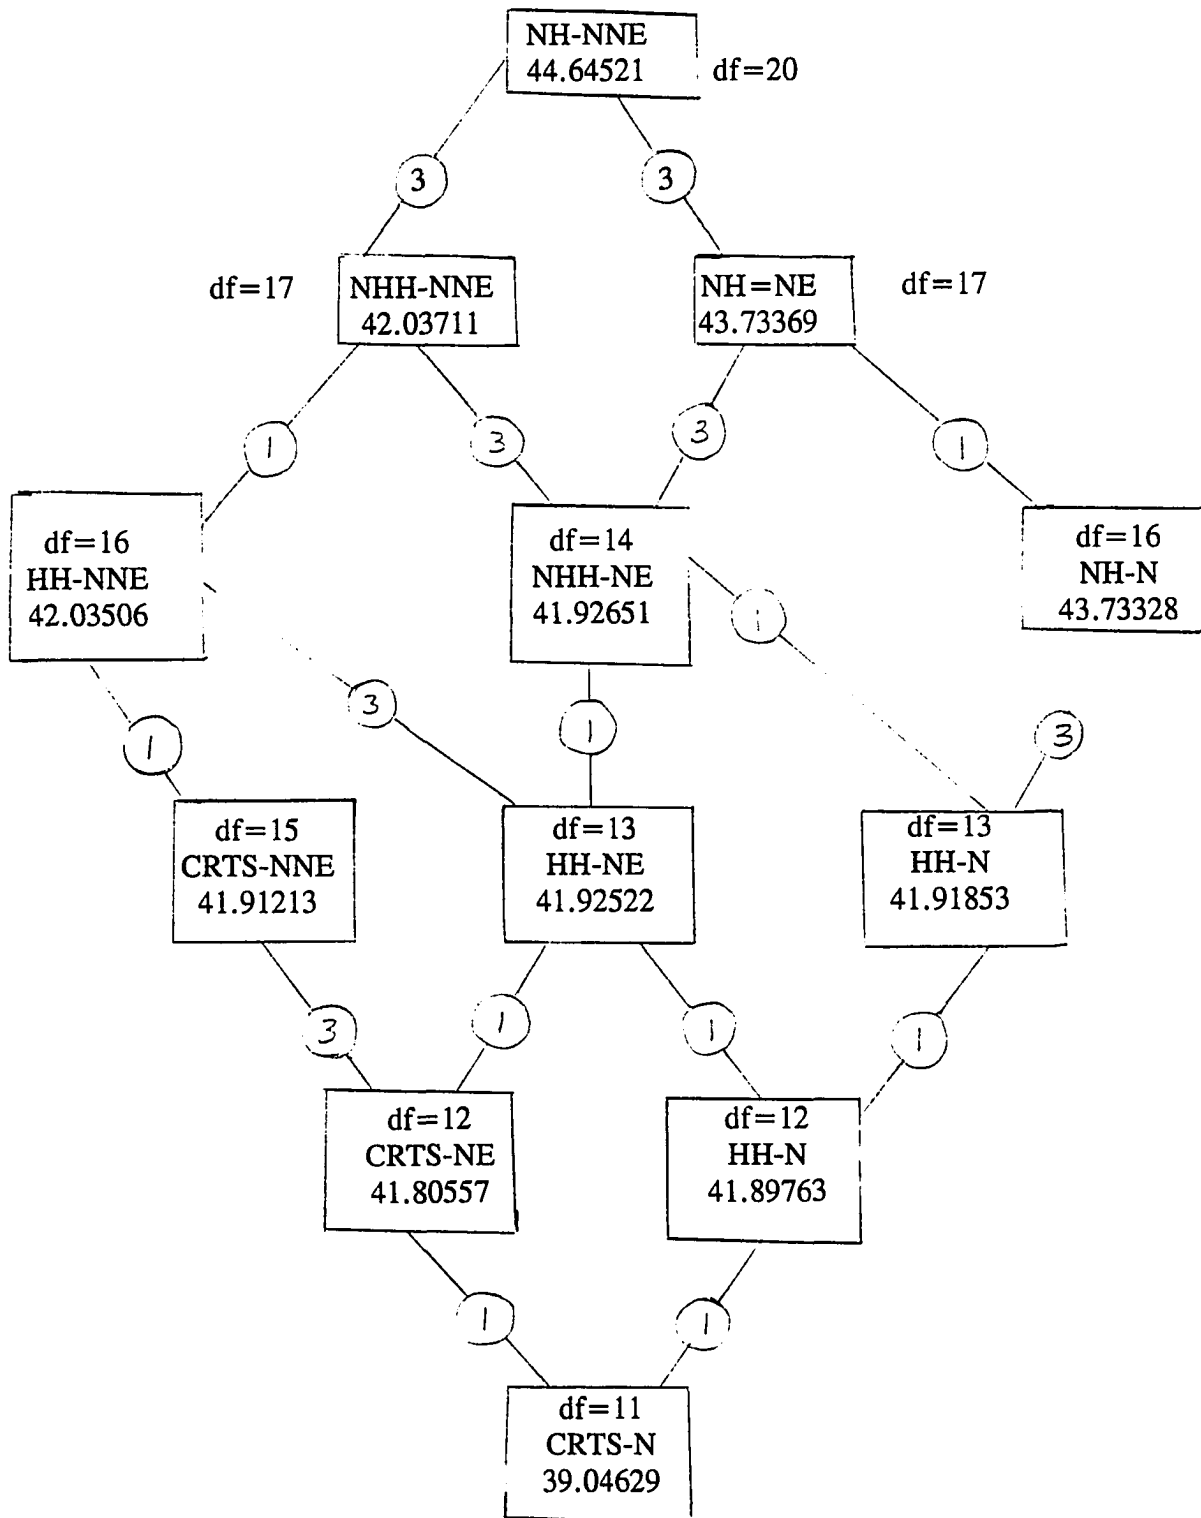 NH-NNE
44.64521
df=20
3
3
df=17
NHH-NNE
42.03711
NH=NE
43.73369
df=17
1
3
3
1
df=16
HH-NNE
42.03506
df=14
NHH-NE
41.92651
df=16
NH-N
43.73328
1
3
1
1
3
df=15
CRTS-NNE
41.91213
df=13
HH-NE
41.92522
df=13
HH-N
41.91853
3
1
1
1
df=12
CRTS-NE
41.80557
df=12
HH-N
41.89763
1
1
df=11
CRTS-N
39.04629